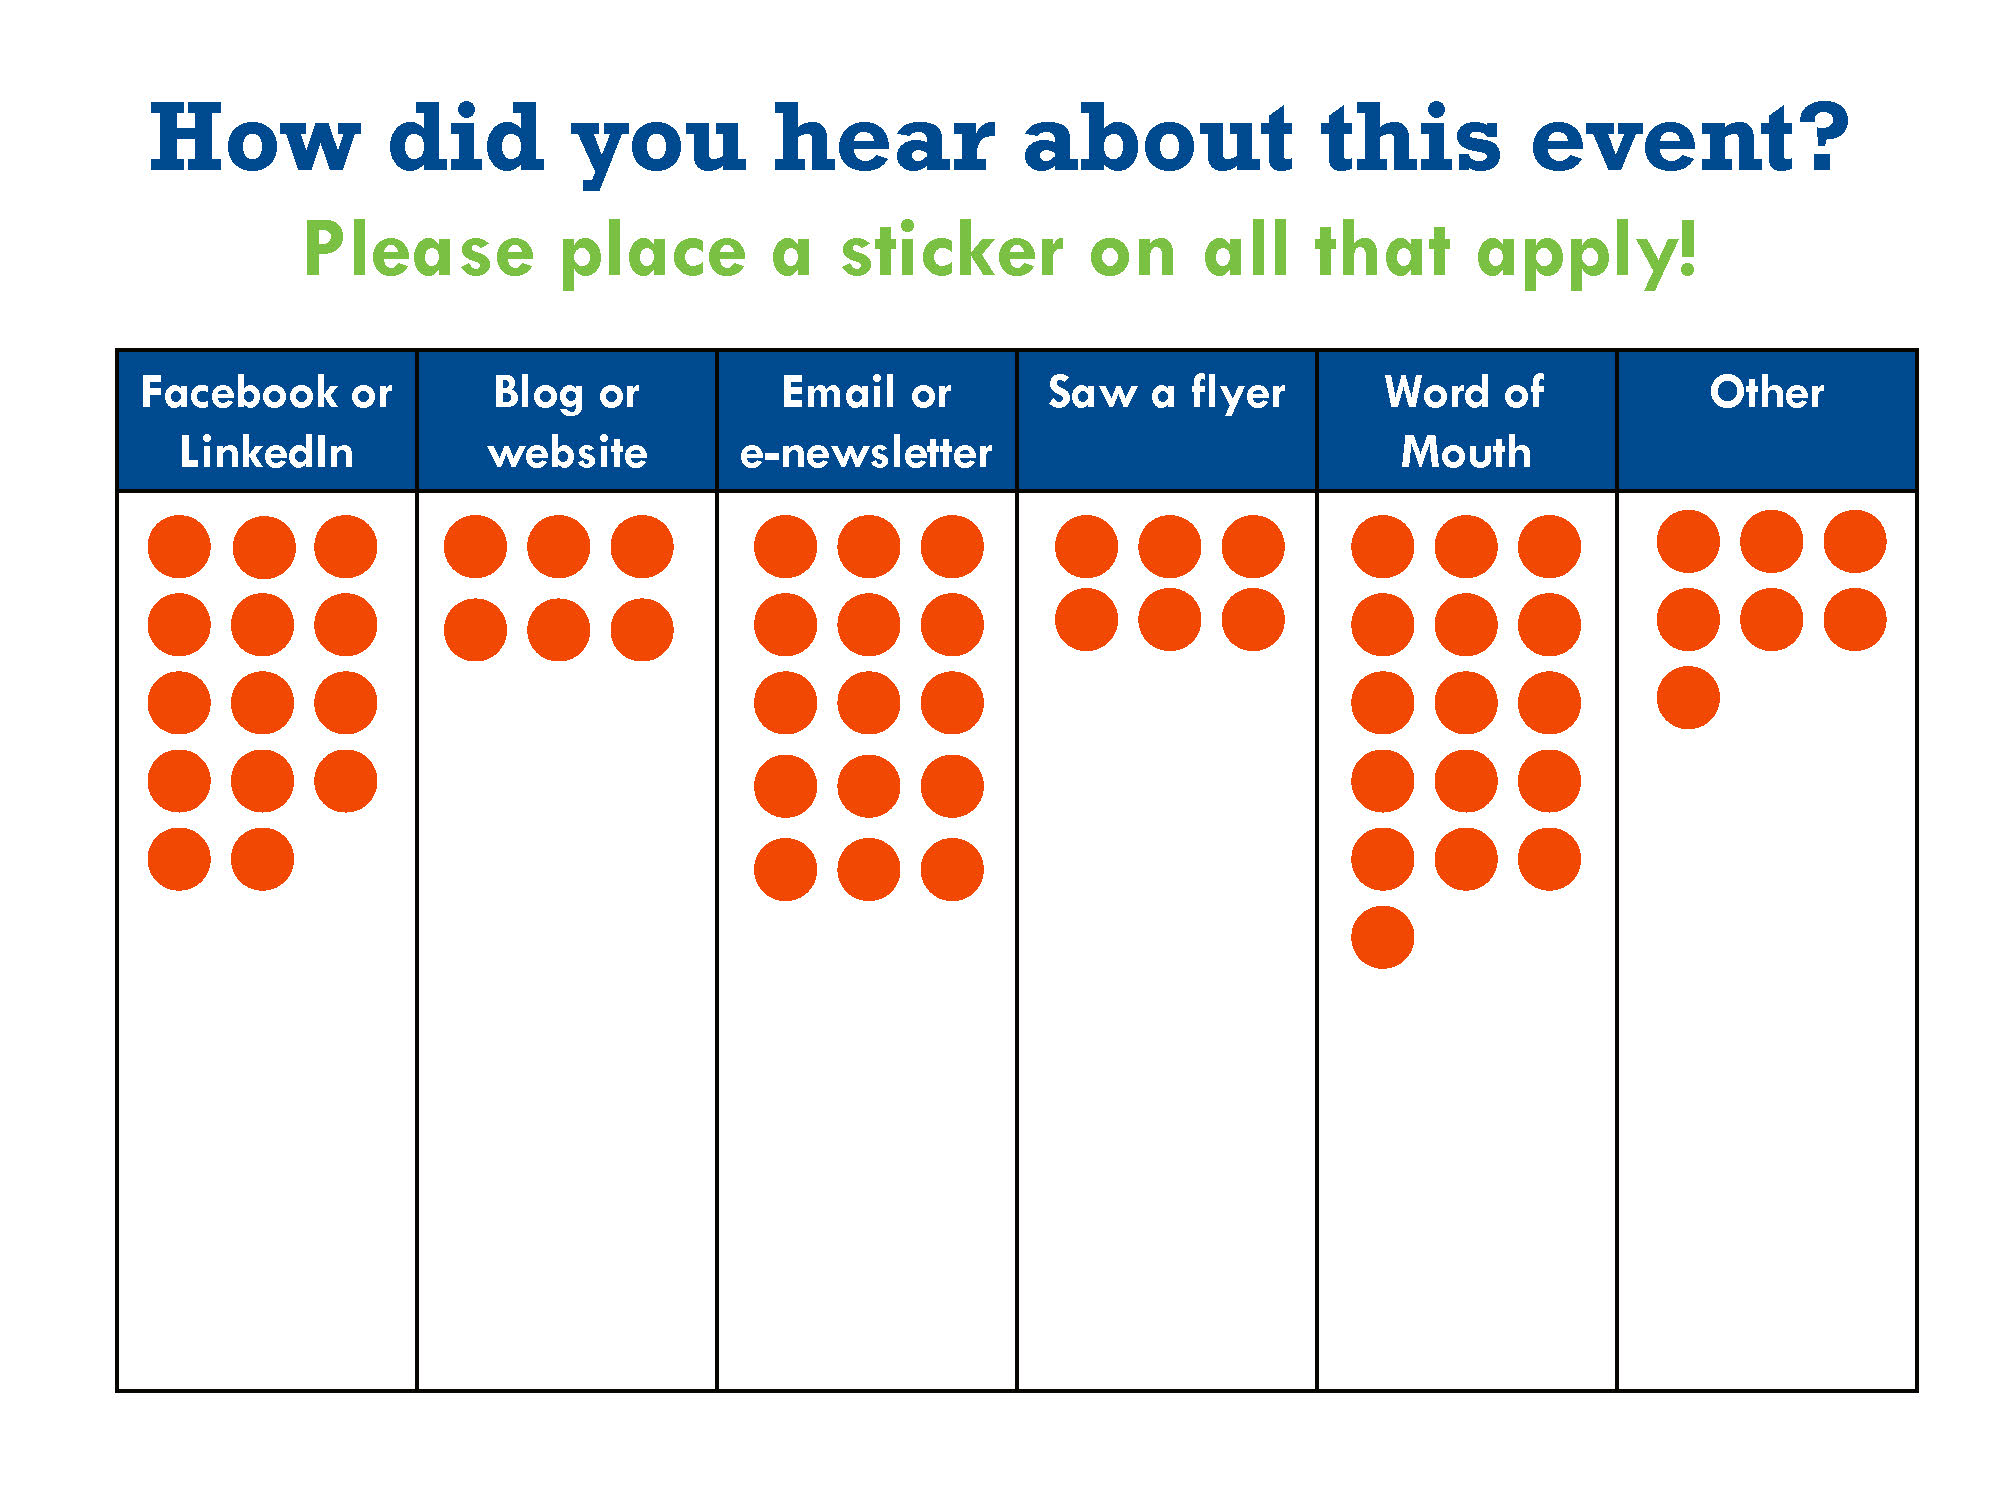 How did you hear about this event?
Please place a sticker on all that apply!
Facebook or
LinkedIn
Blog or
website
Email or
e-newsletter
Saw a flyer
Word of
Mouth
Other